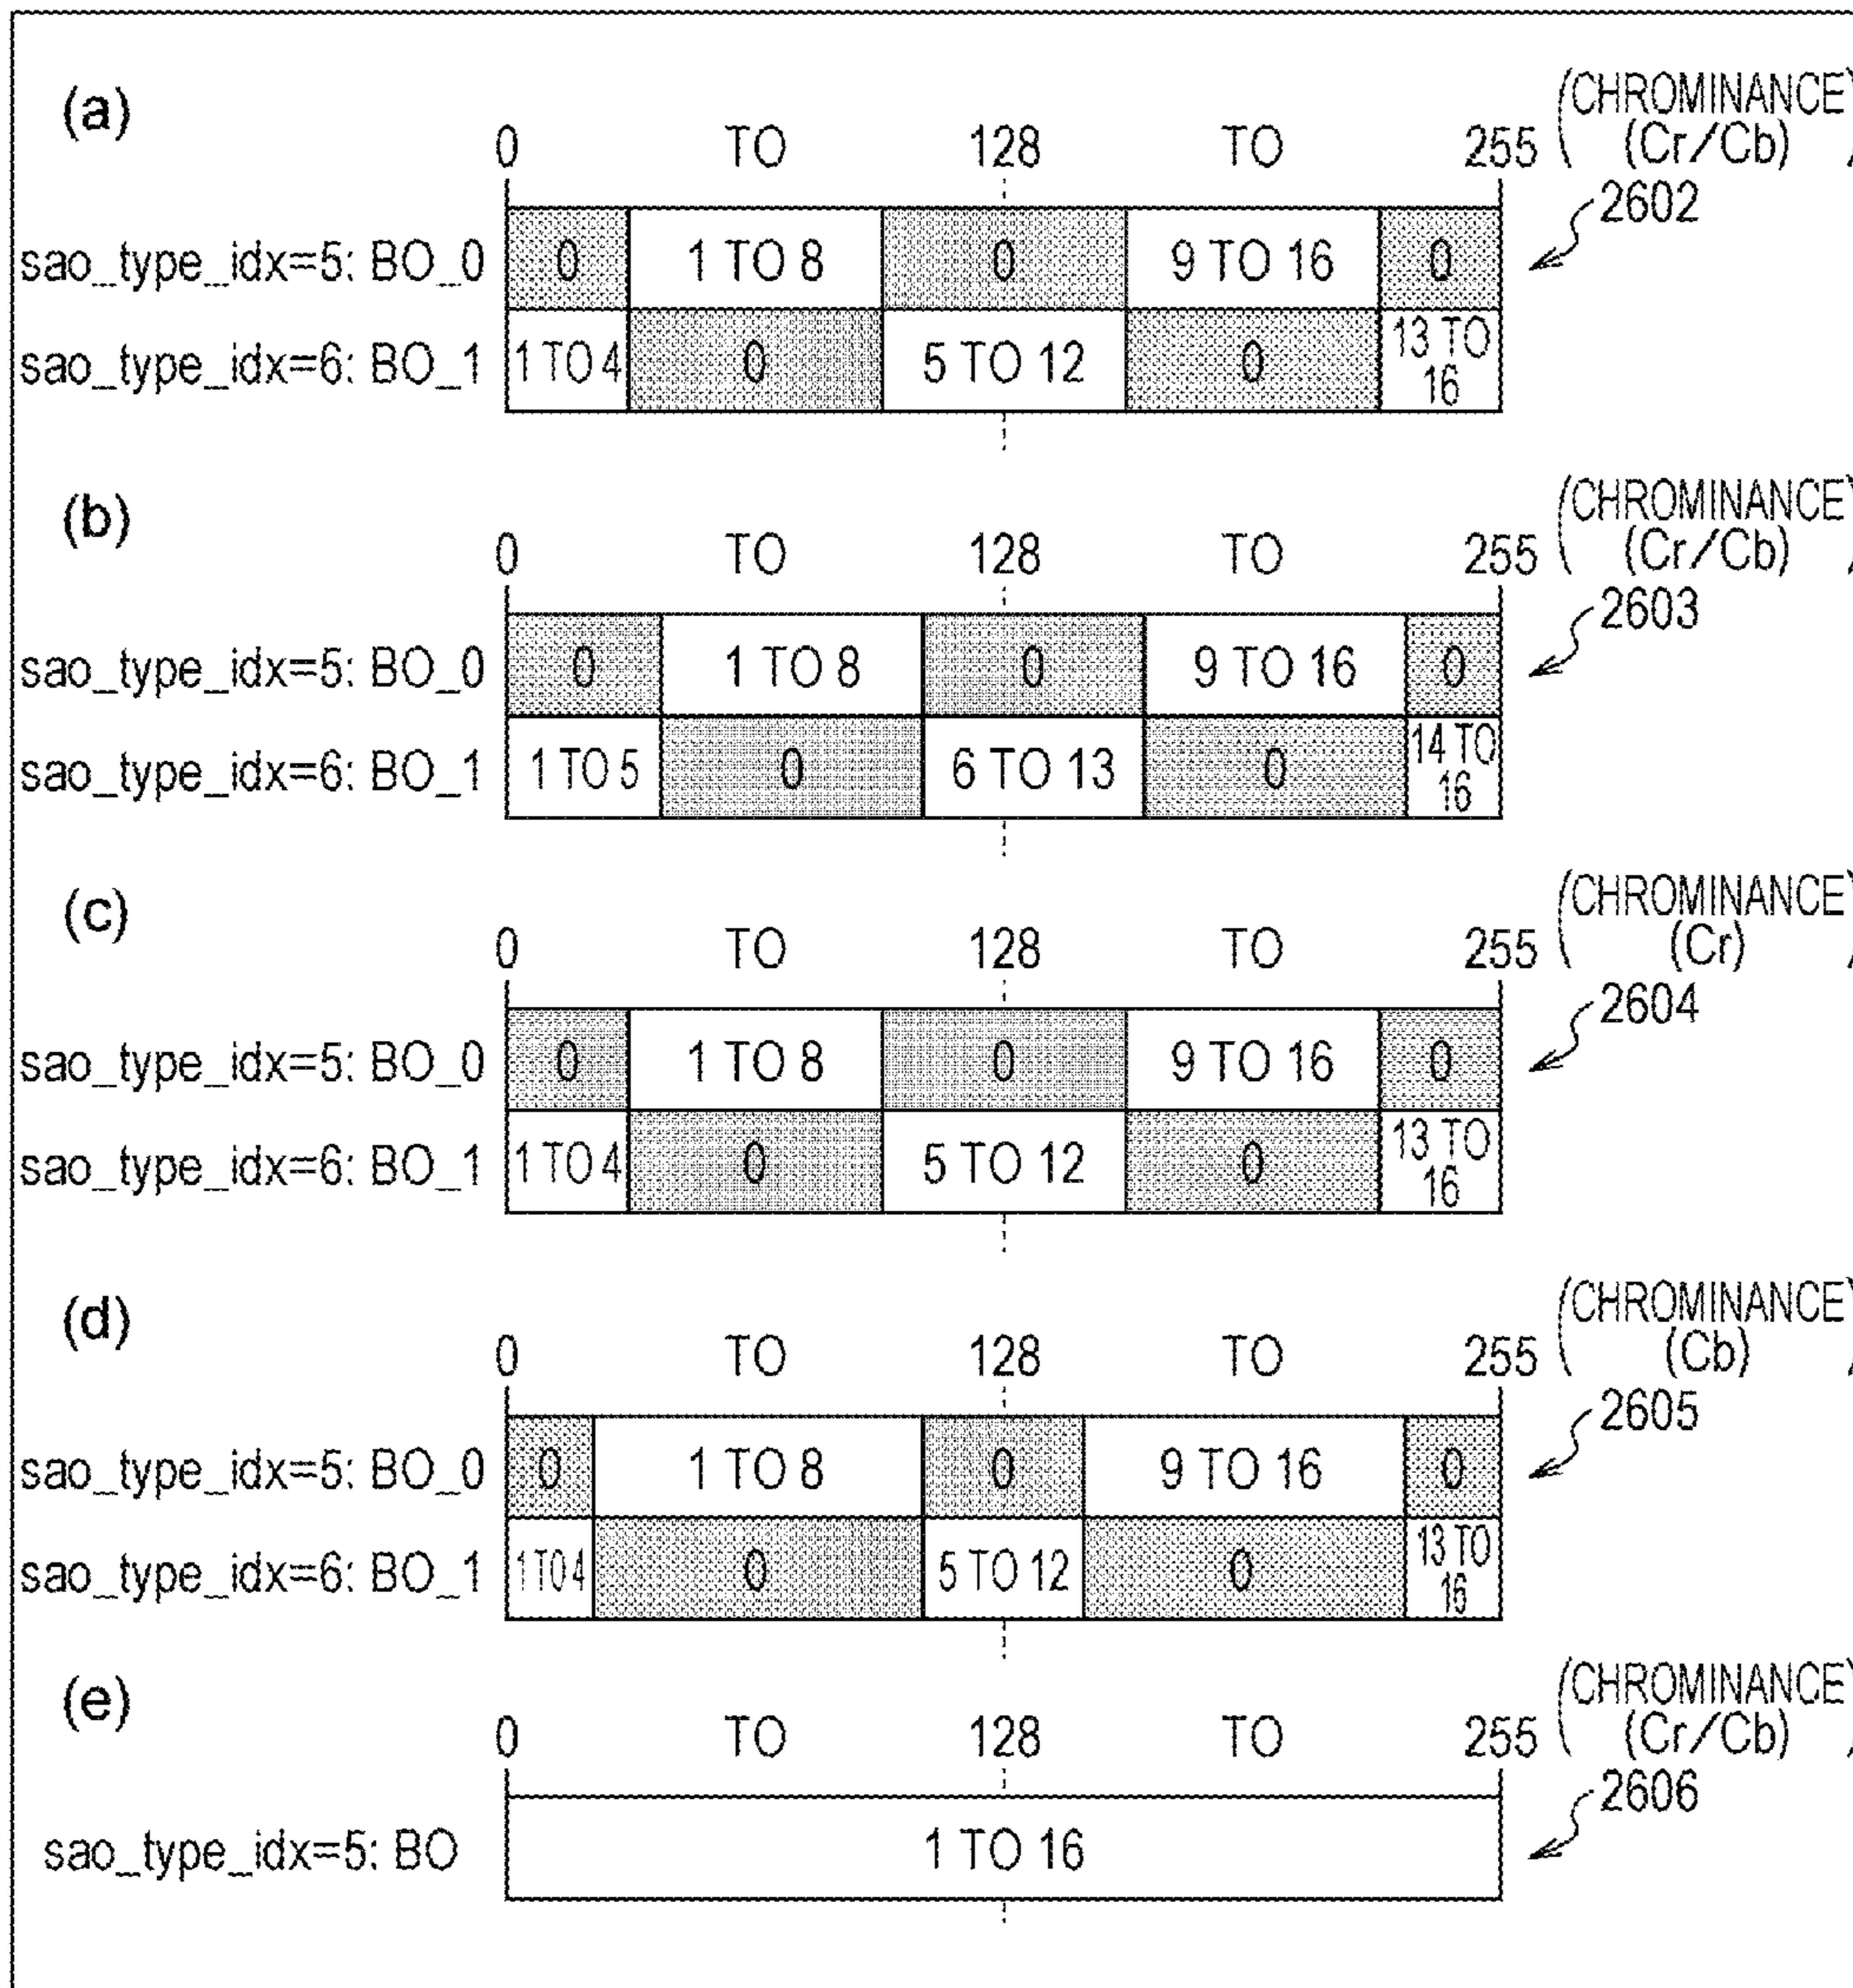 (a)
(CHROMINANCE)
0 TO 128 TO 255 (Cr/Cb)
2602
sao_type_idx=5: BO_0 0 1 TO 8 0 9 TO 16 0
sao_type_idx=6: BO_1 1 TO 4 0 5 TO 12 0 13 TO
16
(b)
(CHROMINANCE)
0 TO 128 TO 255 (Cr/Cb)
2603
sao_type_idx=5: BO_0 0 1 TO 8 0 9 TO 16 0
sao_type_idx=6: BO_1 1 TO 5 0 6 TO 13 0 14 TO
16
(c)
(CHROMINANCE)
0 TO 128 TO 255 (Cr)
2604
sao_type_idx=5: BO_0 0 1 TO 8 0 9 TO 16 0
sao_type_idx=6: BO_1 1 TO 4 0 5 TO 12 0 13 TO
16
(d)
(CHROMINANCE)
0 TO 128 TO 255 (Cb)
2605
sao_type_idx=5: BO_0 0 1 TO 8 0 9 TO 16 0
sao_type_idx=6: BO_1 1 TO 4 0 5 TO 12 0 13 TO
16
(e)
(CHROMINANCE)
0 TO 128 TO 255 (Cr/Cb)
2606
sao_type_idx=5: BO 1 TO 16